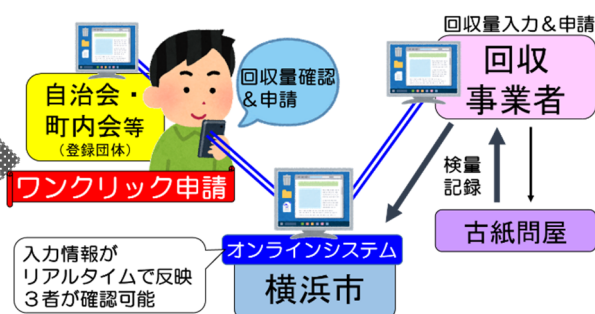 回収量入力＆申請
回収
事業者
自治会・
町内会等
（登録団体）
回収量確認
＆申請
ワンクリック申請
検量
記録
古紙問屋
入力情報が
リアルタイムで反映
３者が確認可能
オンラインシステム
横浜市